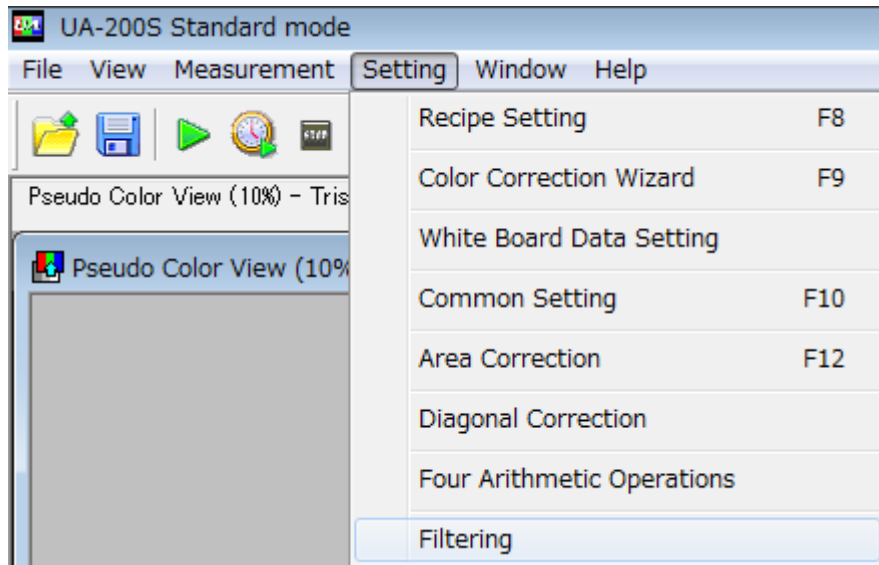 UA-200S Standard mode
File View Measurement Setting Window Help
STOP
Recipe Setting F8
Color Correction Wizard F9
Pseudo Color View (10%) - Tris
White Board Data Setting
Pseudo Color View (10%
Common Setting F10
Area Correction F12
Diagonal Correction
Four Arithmetic Operations
Filtering